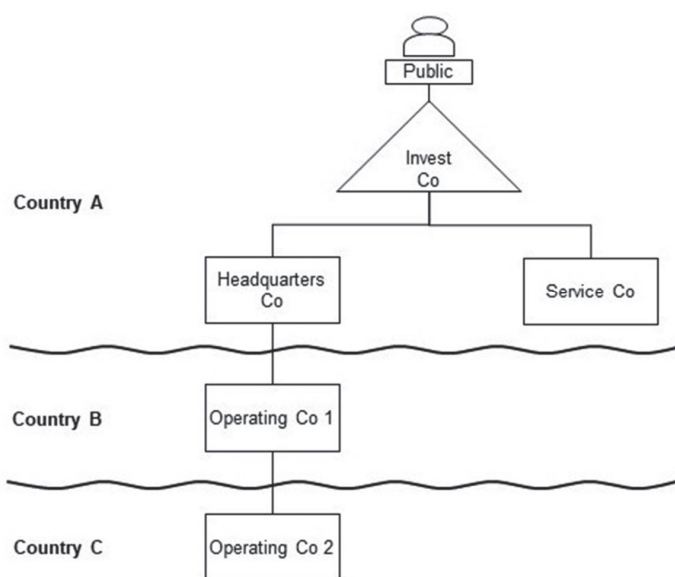 Public
Invest
Co
Country A
Headquarters
Co
Service Co
Country B
Operating Co 1
Country C
Operating Co 2